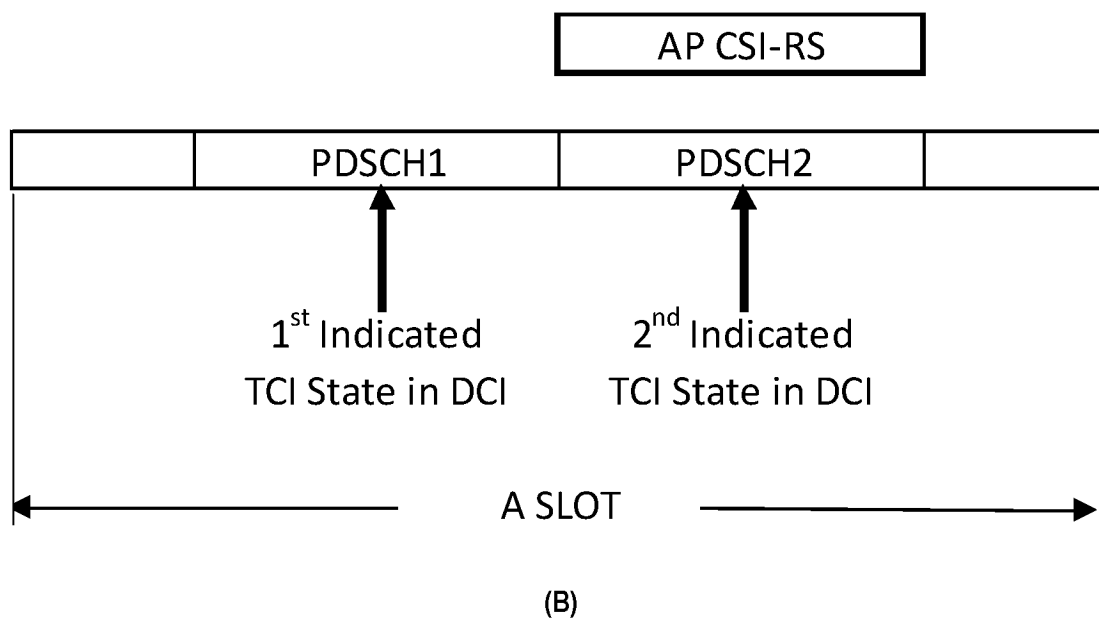 AP CSI-RS
PDSCH1 PDSCH2
1st Indicated 2nd Indicated
TCI State in DCI TCI State in DCI
A SLOT
(B)